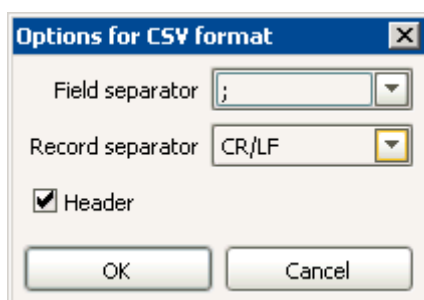 Options for CSV format
Field separator ;
Record separator CR/LF
Header
OK Cancel